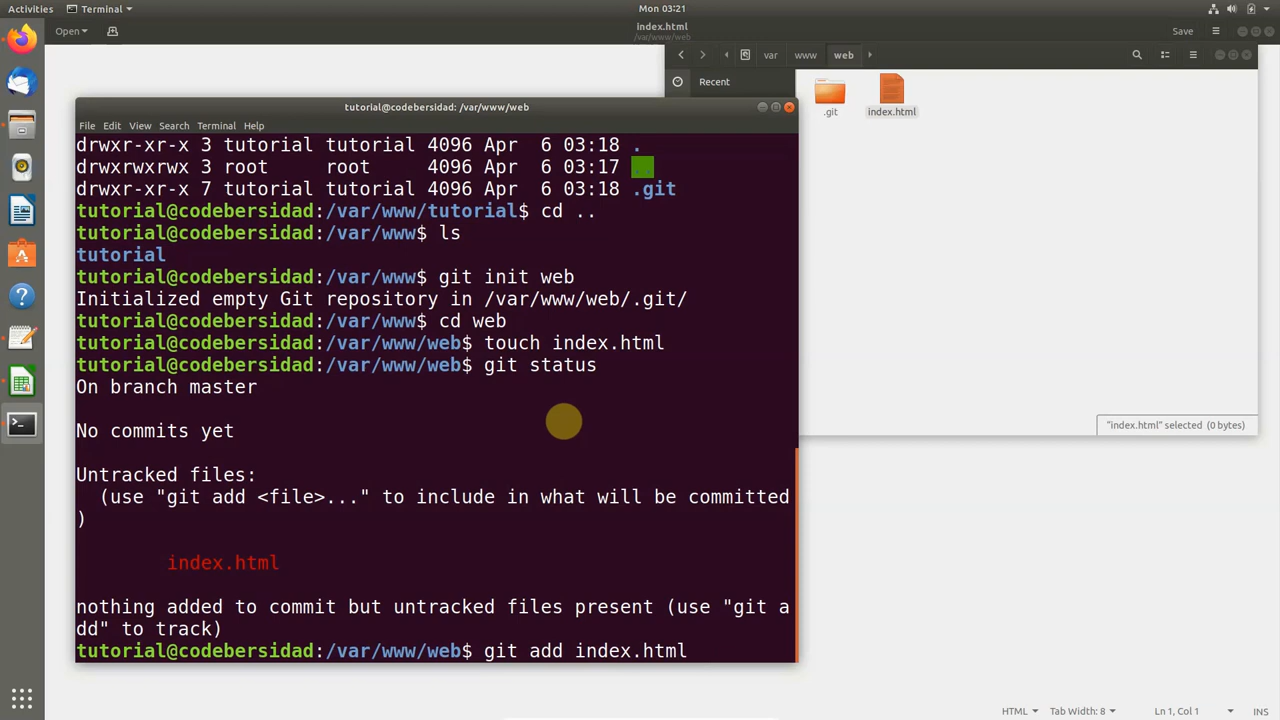 Activities
Terminal
Mon 03:21
Open
index.html
/var/www/web
Save
var
www
web
Recent
.git
index.html
tutorial@codebersidad: /var/www/web
File Edit View Search Terminal Help
drwxr-xr-x 3 tutorial tutorial 4096 Apr  6 03:18 .
drwxrwxrwx 3 root     root     4096 Apr  6 03:17 ..
drwxr-xr-x 7 tutorial tutorial 4096 Apr  6 03:18 .git
tutorial@codebersidad:/var/www/tutorial$ cd ..
tutorial@codebersidad:/var/www$ ls
tutorial
tutorial@codebersidad:/var/www$ git init web
Initialized empty Git repository in /var/www/web/.git/
tutorial@codebersidad:/var/www$ cd web
tutorial@codebersidad:/var/www/web$ touch index.html
tutorial@codebersidad:/var/www/web$ git status
On branch master
No commits yet
Untracked files:
  (use "git add <file>..." to include in what will be committed
)
        index.html
nothing added to commit but untracked files present (use "git a
dd" to track)
tutorial@codebersidad:/var/www/web$ git add index.html
"index.html" selected (0 bytes)
HTML
Tab Width: 8
Ln 1, Col 1
INS